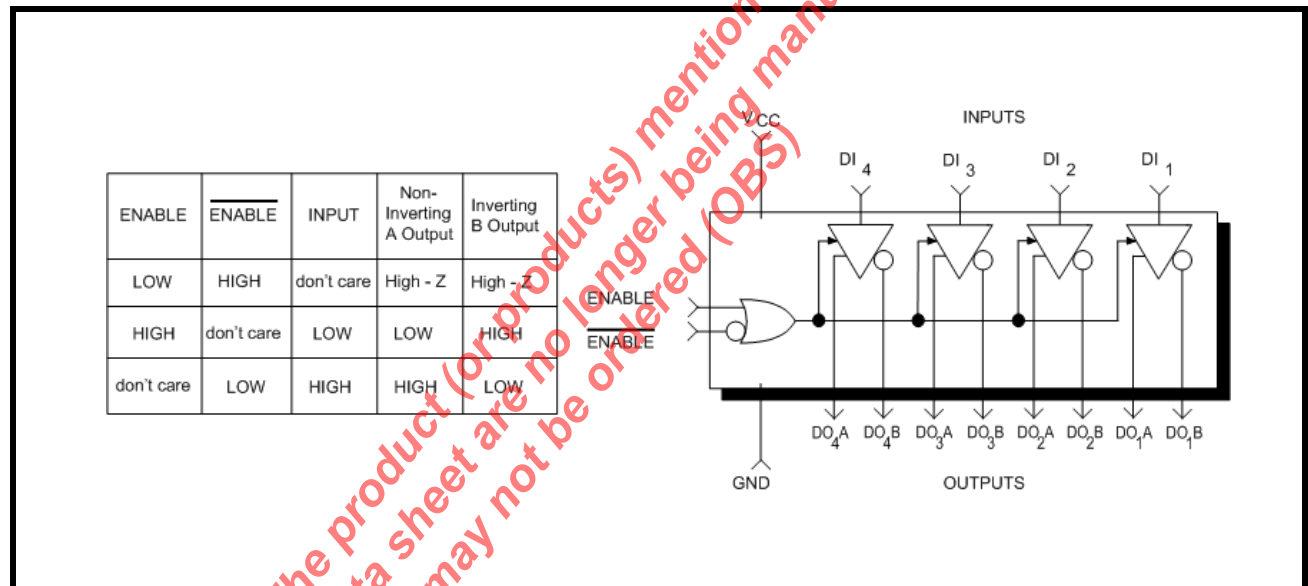 ENABLE ENABLE INPUT Non-Inverting A Output Inverting B Output
LOW HIGH don't care High - Z High - Z
HIGH don't care LOW LOW HIGH
don't care LOW HIGH HIGH LOW
VCC
INPUTS
DI 4 DI 3 DI 2 DI 1
ENABLE
ENABLE
DO4A DO4B DO3A DO3B DO2A DO2B DO1A DO1B
GND
OUTPUTS
he product (or products) mention
ta sheet are no longer being manu
may not be ordered (OBS)